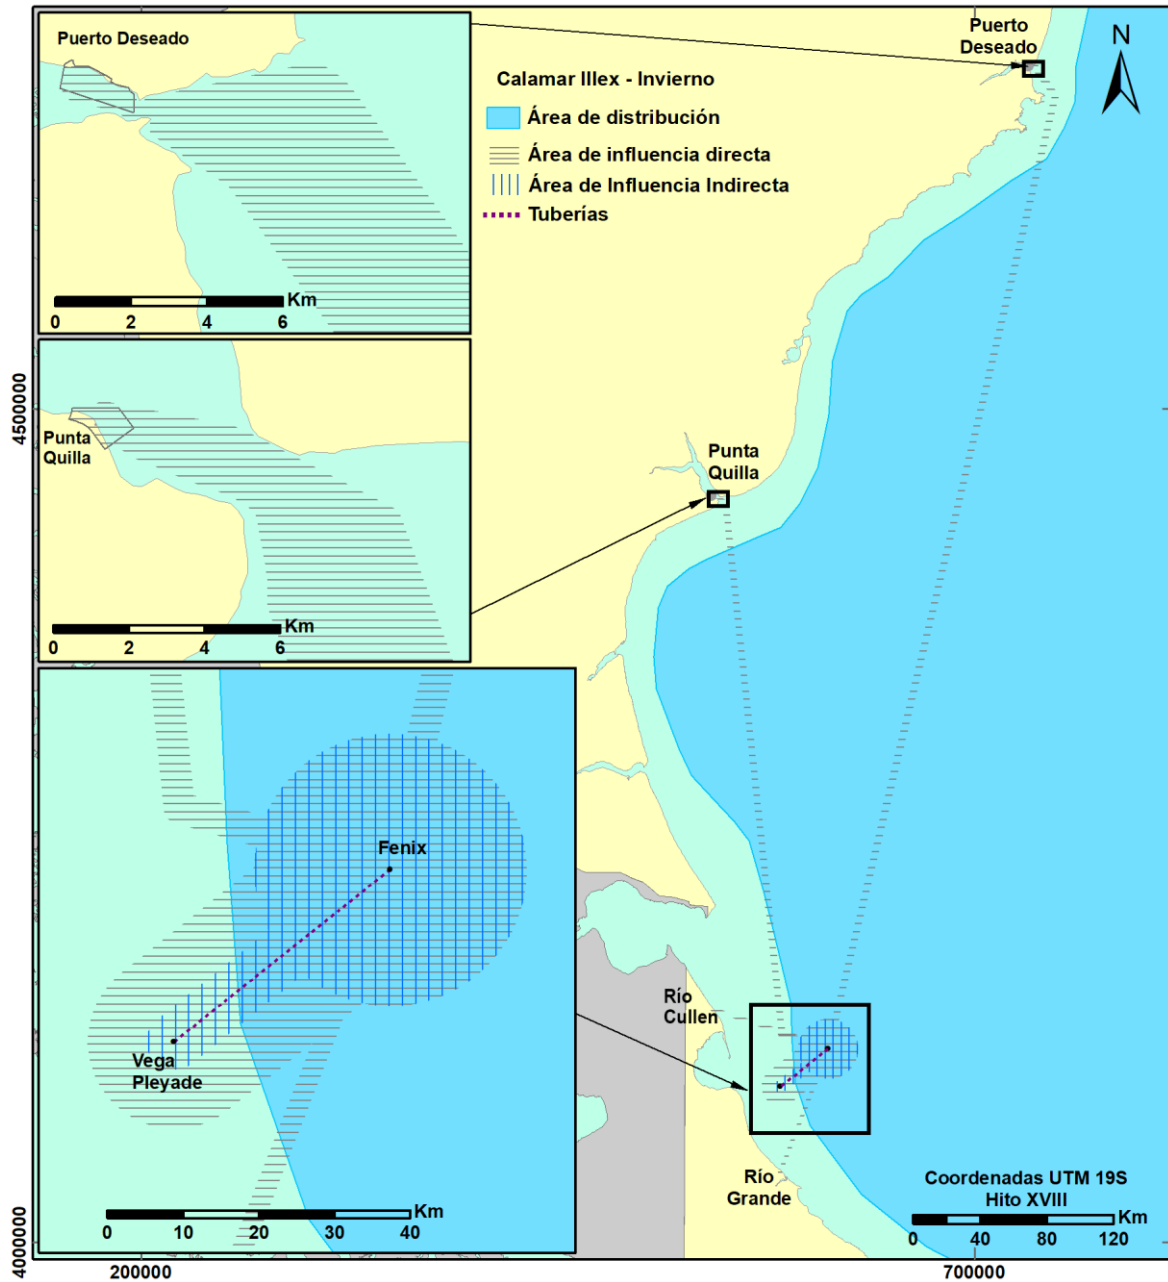 Puerto Deseado
Km
0 2 4 6
Calamar Illex - Invierno
Área de distribución
Área de influencia directa
Área de Influencia Indirecta
Tuberías
Puerto
Deseado
N
Punta
Quilla
Km
0 2 4 6
Punta
Quilla
Fenix
Vega
Pleyade
Km
0 10 20 30 40
Río
Cullen
Río
Grande
Coordenadas UTM 19S
Hito XVIII
Km
0 40 80 120
4500000
4000000
200000
700000